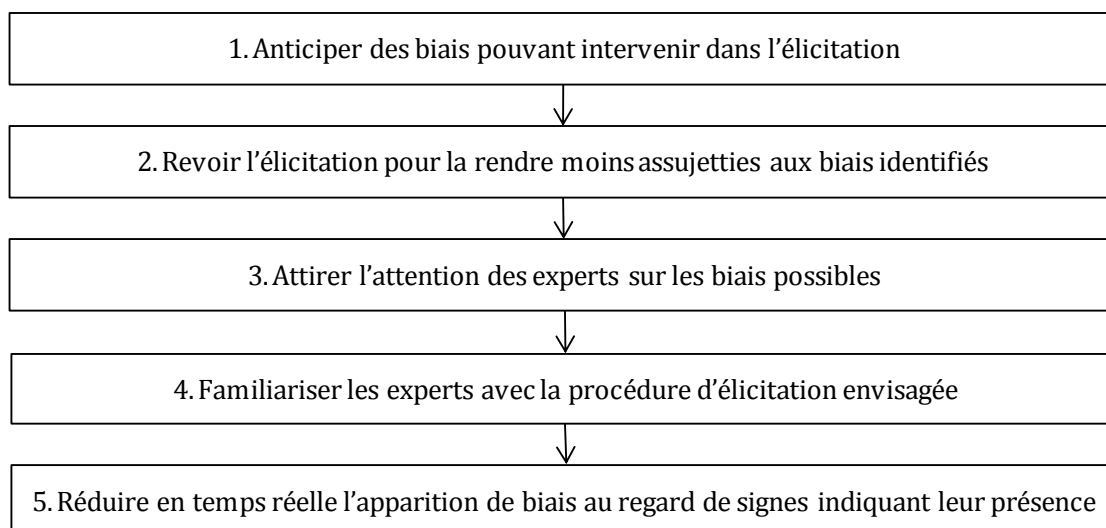 1. Anticiper des biais pouvant intervenir dans l’élicitation
2. Revoir l’élicitation pour la rendre moins assujetties aux biais identifiés
3. Attirer l’attention des experts sur les biais possibles
4. Familiariser les experts avec la procédure d’élicitation envisagée
5. Réduire en temps réelle l’apparition de biais au regard de signes indiquant leur présence